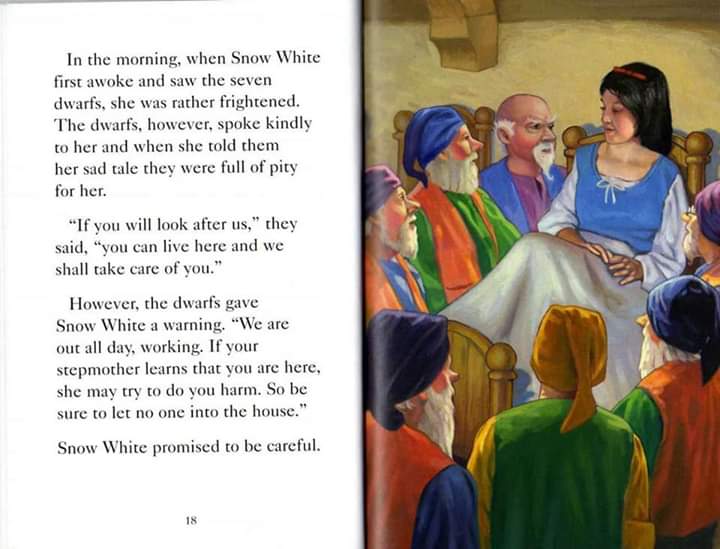 In the morning, when Snow White
first awoke and saw the seven
dwarfs, she was rather frightened.
The dwarfs, however, spoke kindly
to her and when she told them
her sad tale they were full of pity
for her.
“If you will look after us,” they
said, “you can live here and we
shall take care of you.”
However, the dwarfs gave
Snow White a warning. “We are
out all day, working. If your
stepmother learns that you are here,
she may try to do you harm. So be
sure to let no one into the house.”
Snow White promised to be careful.
18